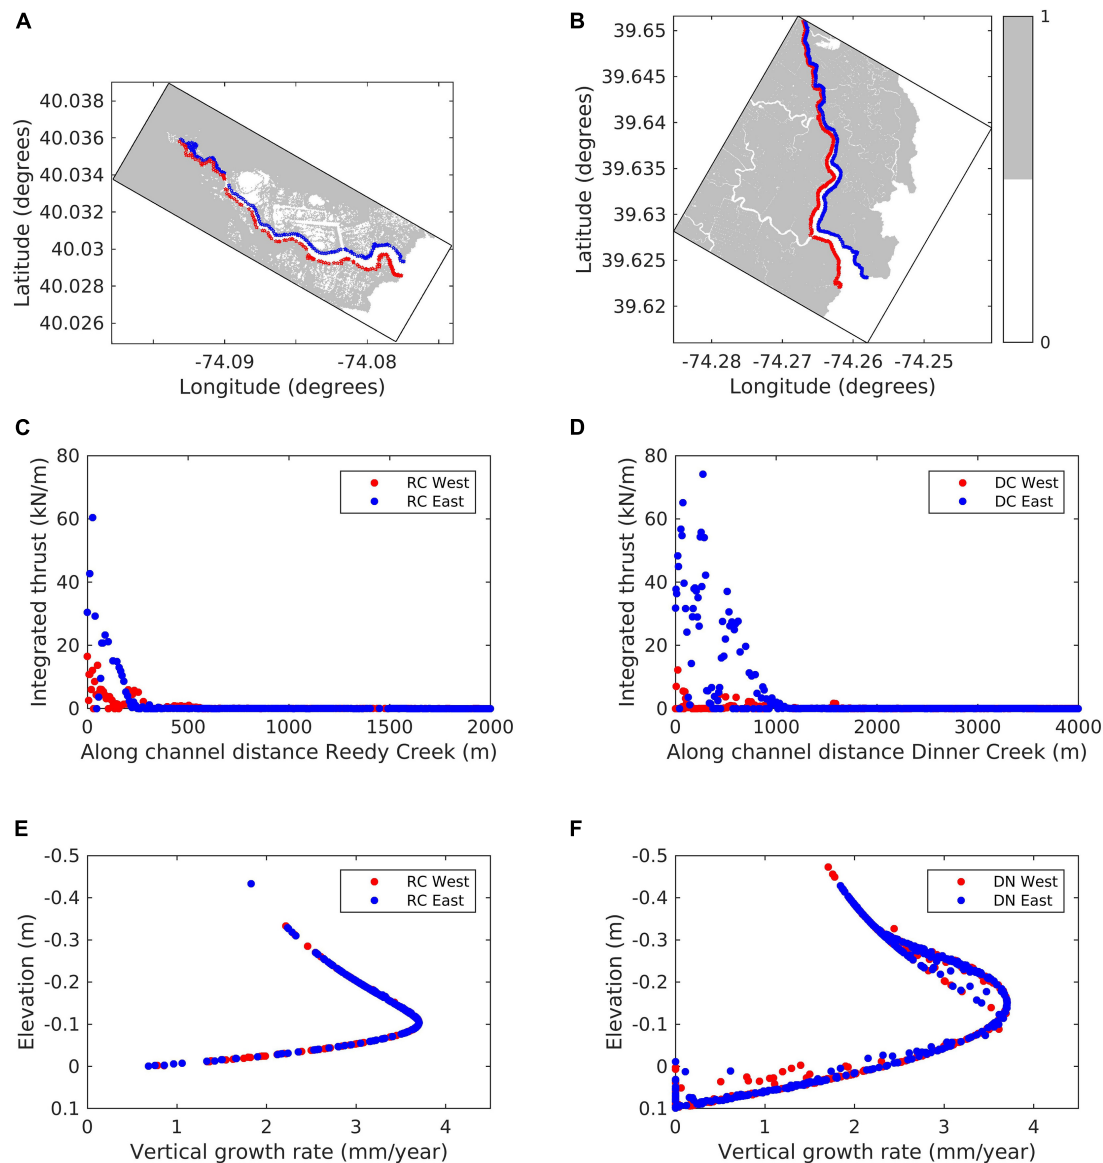 A
40.038
40.036
40.034
40.032
40.03
40.028
40.026
Latitude (degrees)
-74.09
-74.08
Longitude (degrees)
B
39.65
39.645
39.64
39.635
39.63
39.625
39.62
Latitude (degrees)
-74.28
-74.27
-74.26
-74.25
Longitude (degrees)
1
0
C
80
60
40
20
0
Integrated thrust (kN/m)
RC West
RC East
0
500
1000
1500
2000
Along channel distance Reedy Creek (m)
D
80
60
40
20
0
Integrated thrust (kN/m)
DC West
DC East
0
1000
2000
3000
4000
Along channel distance Dinner Creek (m)
E
-0.5
-0.4
-0.3
-0.2
-0.1
0
0.1
Elevation (m)
RC West
RC East
0
1
2
3
4
Vertical growth rate (mm/year)
F
-0.5
-0.4
-0.3
-0.2
-0.1
0
0.1
Elevation (m)
DN West
DN East
0
1
2
3
4
Vertical growth rate (mm/year)